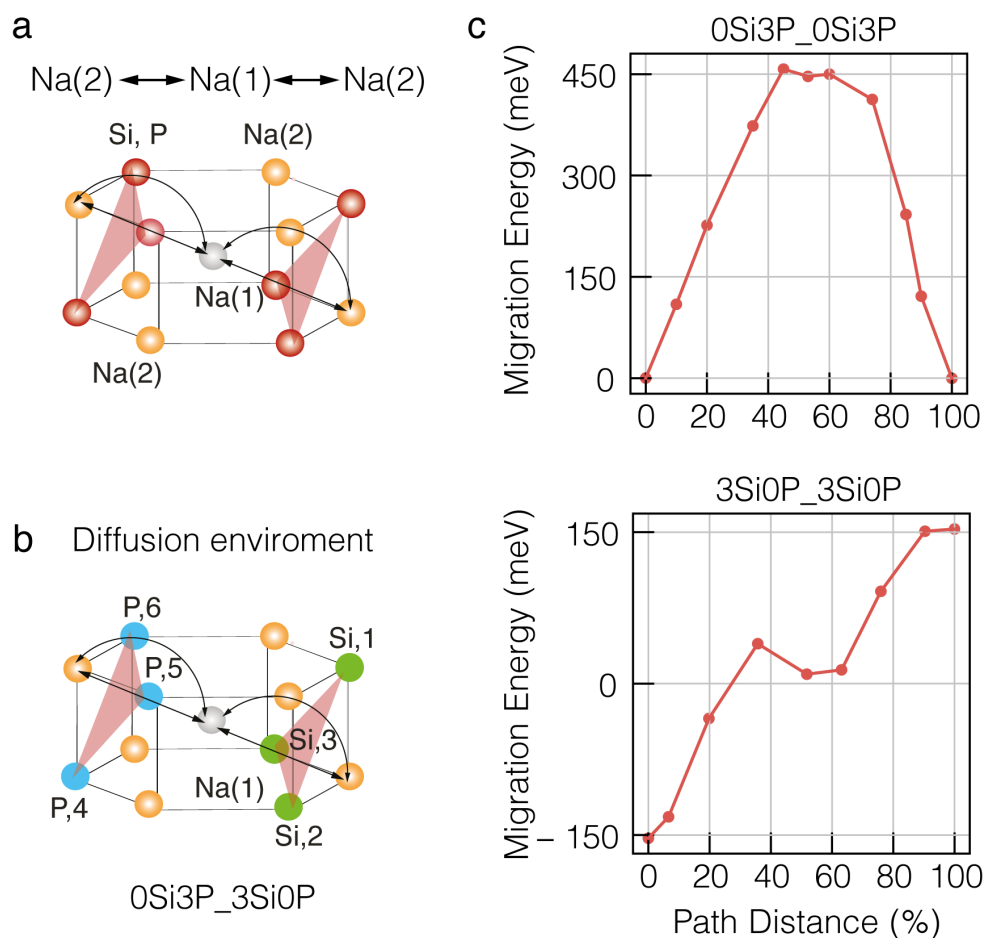 a
Na(2) ↔ Na(1) ↔ Na(2)
Si, P
Na(2)
Na(1)
Na(2)
b Diffusion enviroment
P,6
Si,1
P,5
Si,3
Na(1)
P,4
Si,2
0Si3P_3Si0P
c
0Si3P_0Si3P
Migration Energy (meV)
450
300
150
0
0 20 40 60 80 100
3Si0P_3Si0P
Migration Energy (meV)
150
0
−150
0 20 40 60 80 100
Path Distance (%)